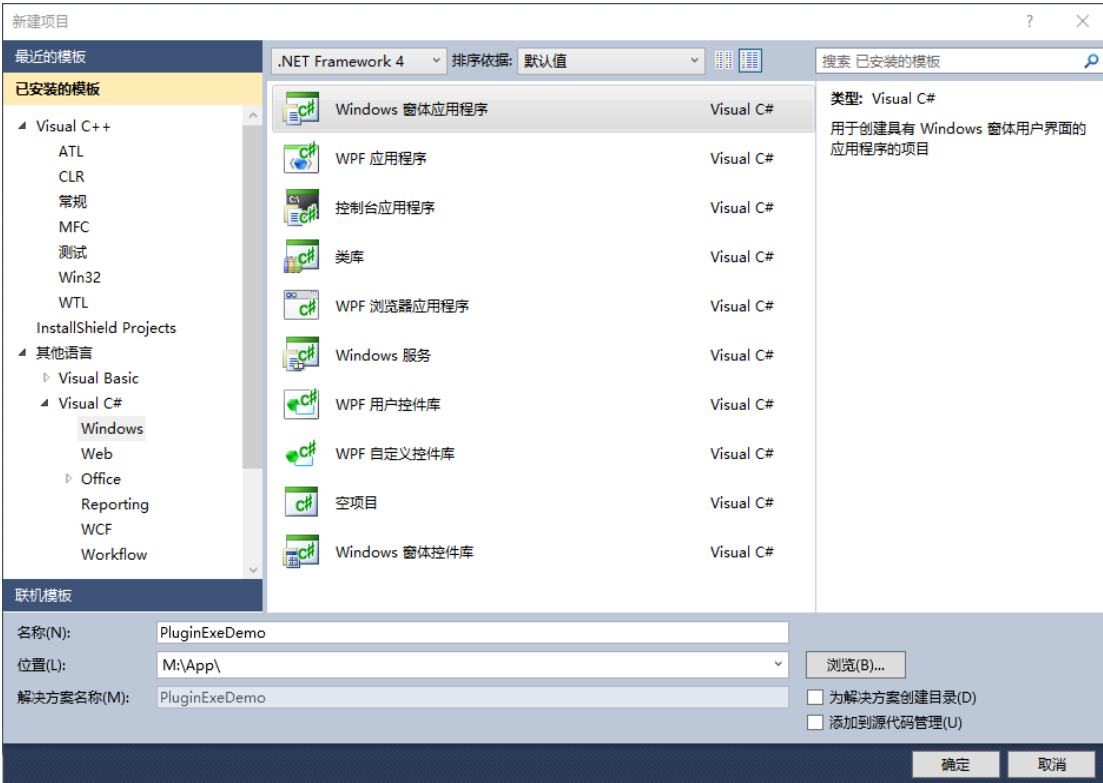 新建项目
?
最近的模板
已安装的模板
Visual C++
ATL
CLR
常规
MFC
测试
Win32
WTL
InstallShield Projects
其他语言
Visual Basic
Visual C#
Windows
Web
Office
Reporting
WCF
Workflow
联机模板
.NET Framework 4 排序依据: 默认值
Windows 窗体应用程序 Visual C#
WPF 应用程序 Visual C#
控制台应用程序 Visual C#
类库 Visual C#
WPF 浏览器应用程序 Visual C#
Windows 服务 Visual C#
WPF 用户控件库 Visual C#
WPF 自定义控件库 Visual C#
空项目 Visual C#
Windows 窗体控件库 Visual C#
搜索 已安装的模板
类型: Visual C#
用于创建具有 Windows 窗体用户界面的
应用程序的项目
名称(N): PluginExeDemo
位置(L): M:\App\ 浏览(B)...
解决方案名称(M): PluginExeDemo 为解决方案创建目录(D)
添加到源代码管理(U)
确定 取消